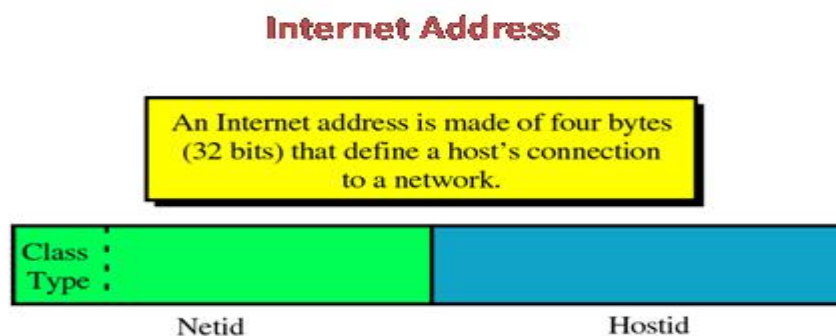 Internet Address
An Internet address is made of four bytes
(32 bits) that define a host's connection
to a network.
Class
Type
Netid
Hostid